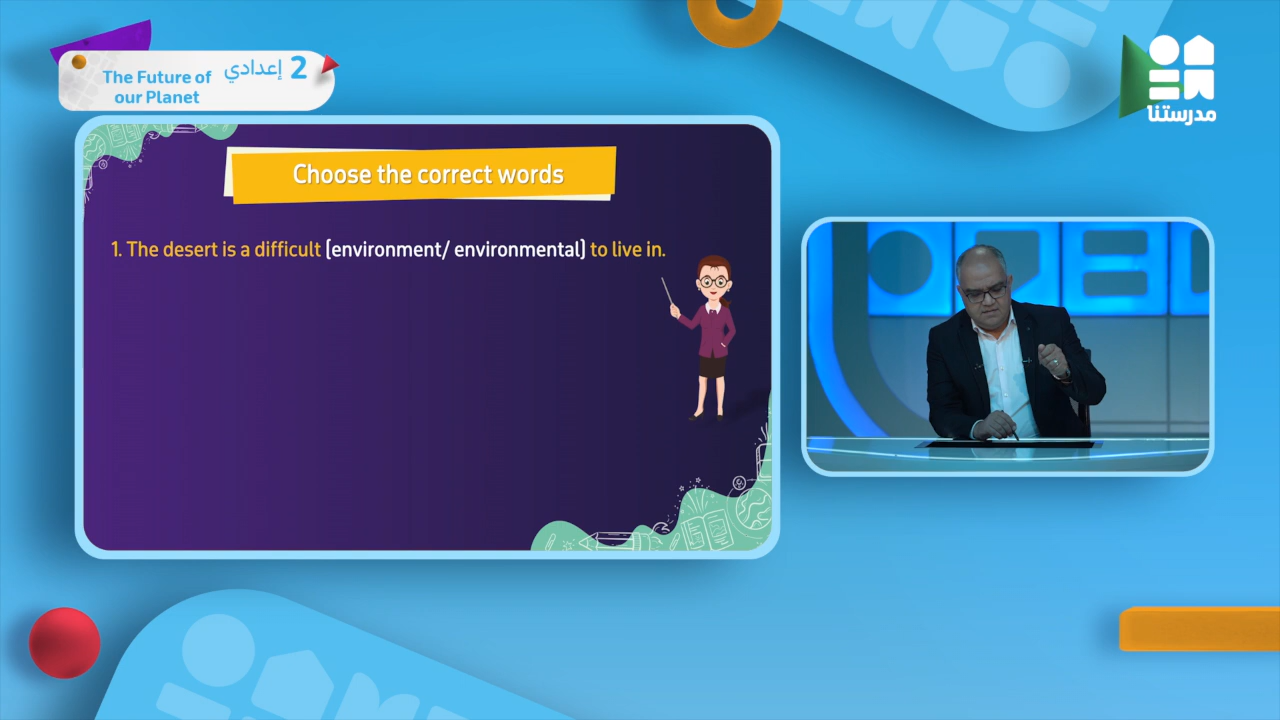 The Future of
our Planet
2 إعدادي
مدرستنا
Choose the correct words
1. The desert is a difficult [environment/ environmental] to live in.